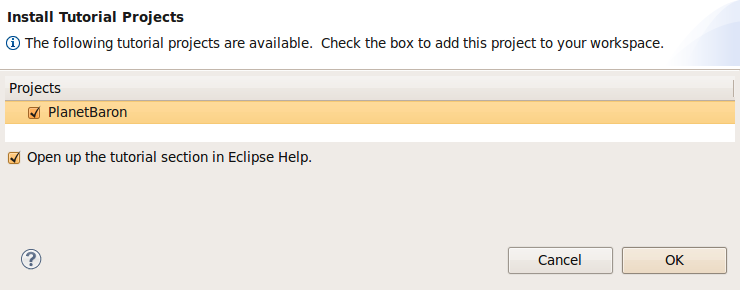 Install Tutorial Projects
The following tutorial projects are available.  Check the box to add this project to your workspace.
Projects
PlanetBaron
Open up the tutorial section in Eclipse Help.
?
Cancel
OK